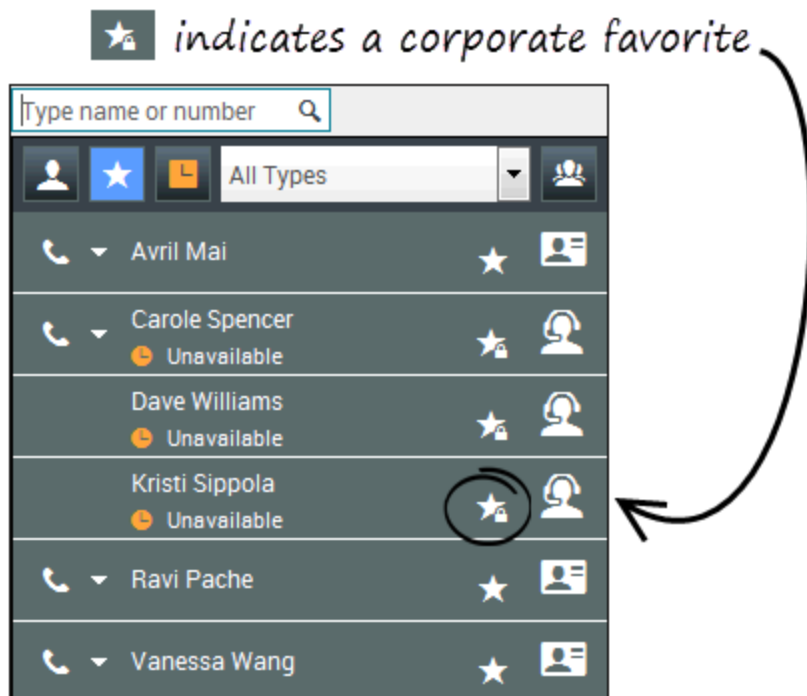 indicates a corporate favorite
Type name or number
All Types
Avril Mai
Carole Spencer
Unavailable
Dave Williams
Unavailable
Kristi Sippola
Unavailable
Ravi Pache
Vanessa Wang